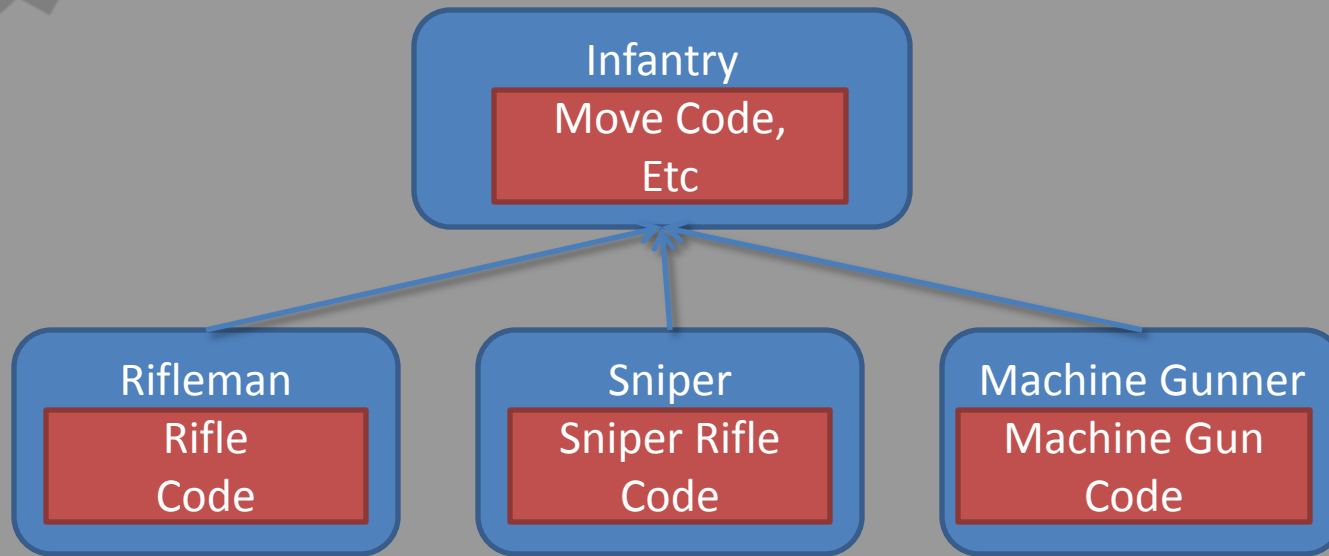 Infantry
Move Code,
Etc
Rifleman
Rifle
Code
Sniper
Sniper Rifle
Code
Machine Gunner
Machine Gun
Code